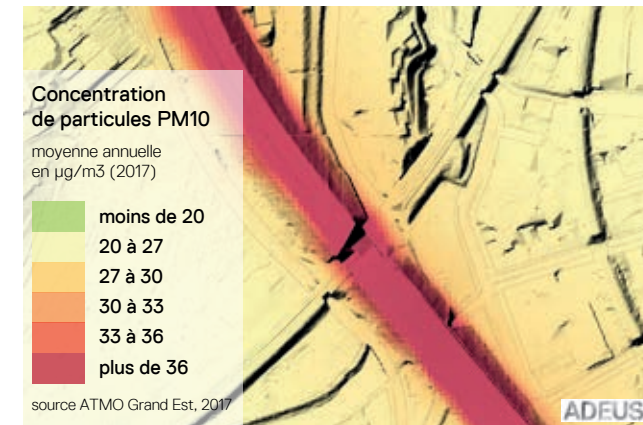 Concentration
de particules PM10
moyenne annuelle
en µg/m3 (2017)
moins de 20
20 à 27
27 à 30
30 à 33
33 à 36
plus de 36
source ATMO Grand Est, 2017
ADEUS